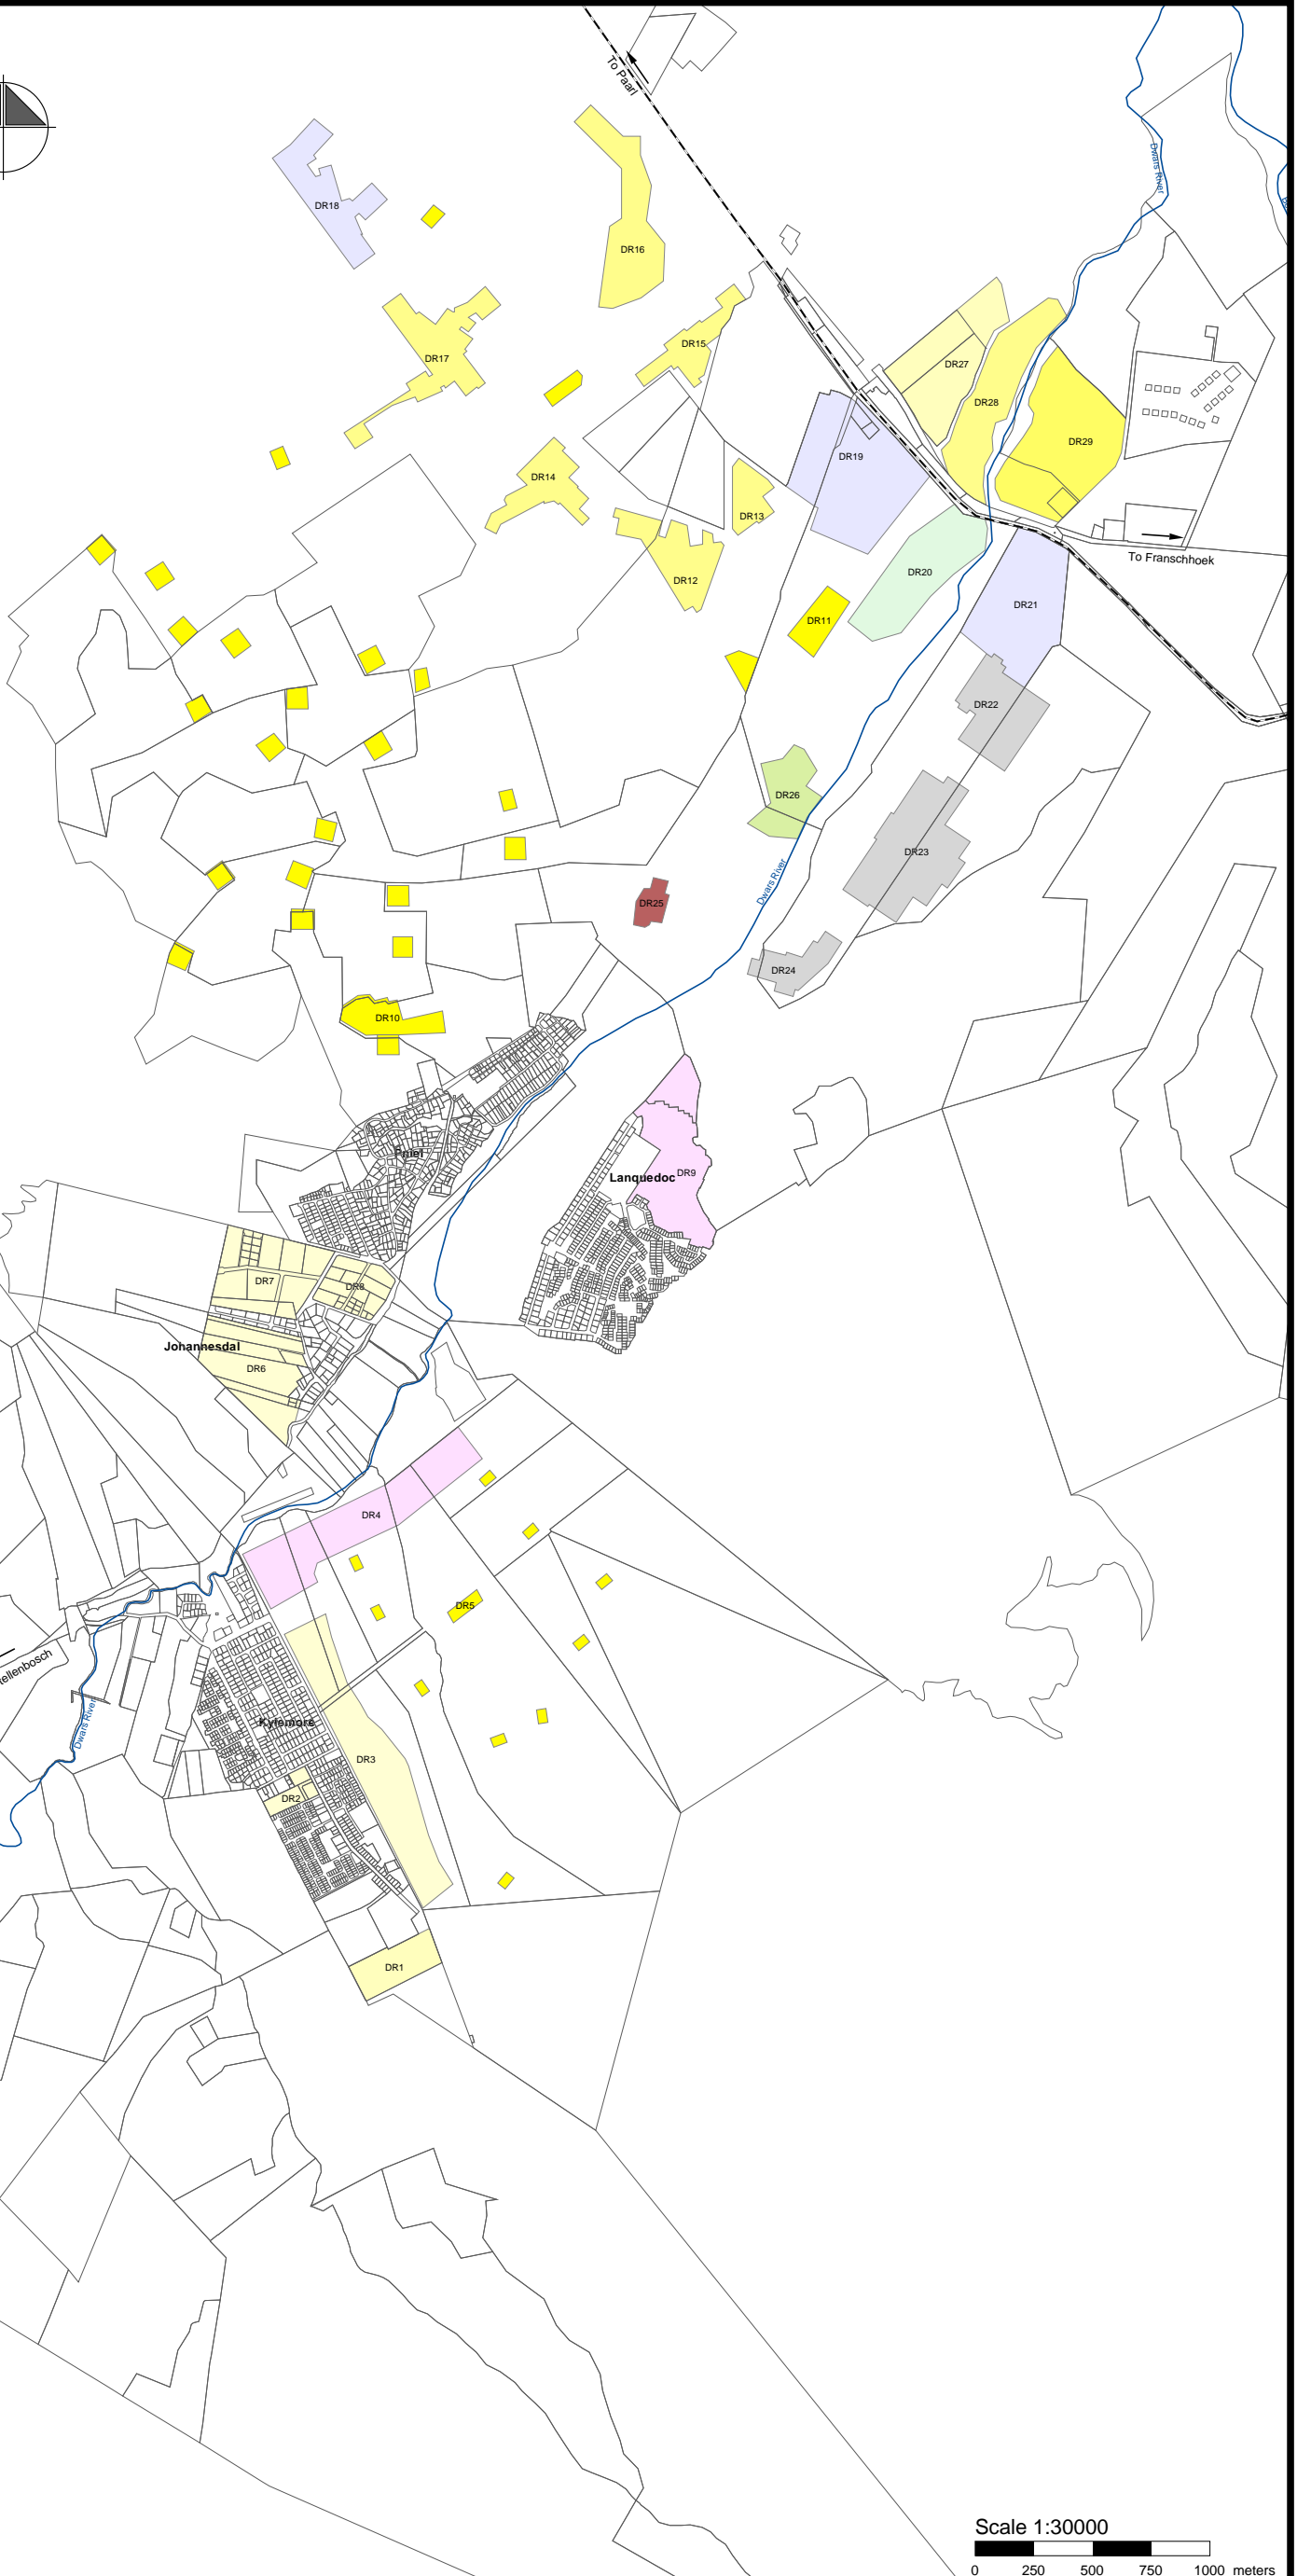 To Paarl
Dwars River
DR18
DR16
DR15
DR17
DR27
DR28
DR29
DR19
DR14
DR13
To Franschhoek
DR12
DR20
DR21
DR11
DR22
DR26
DR23
Dwars River
DR25
DR24
DR10
Pniel
DR9
Lanquedoc
DR7
DR8
Johannesdal
DR6
DR4
DR5
ellenbosch
Dwars River
Kylemore
DR3
DR2
DR1
Scale 1:30000
0 250 500 750 1000 meters